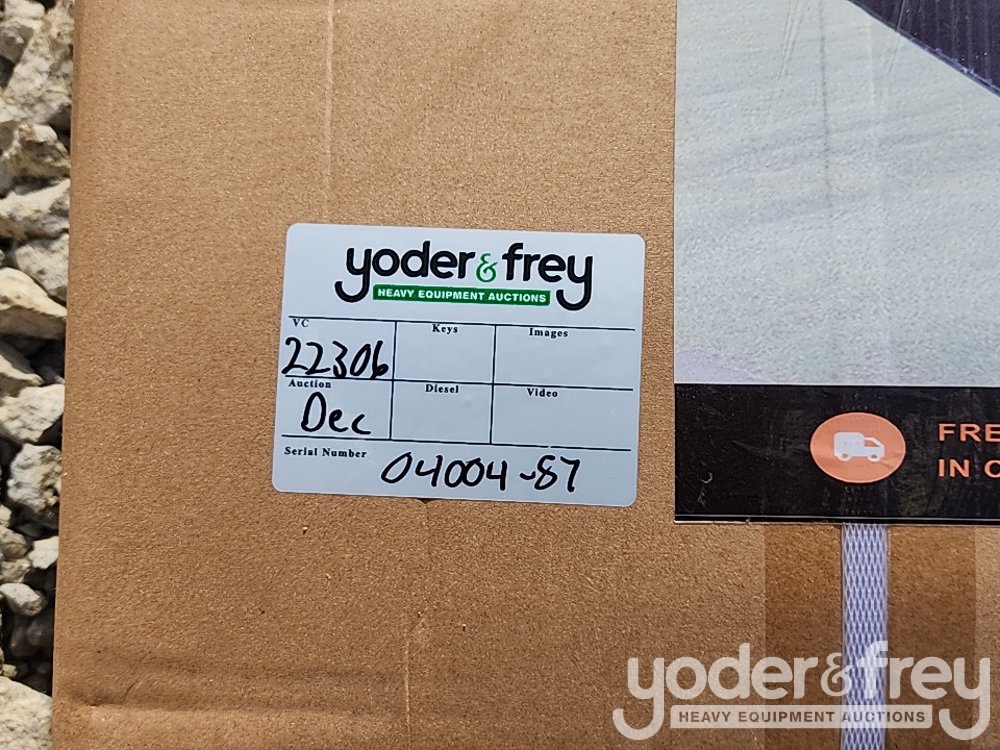 yoder & frey
HEAVY EQUIPMENT AUCTIONS
VC Keys Images
22306
Auction Diesel Video
Dec
Serial Number 04004-87
FRE
IN C
yoder & frey
HEAVY EQUIPMENT AUCTIONS